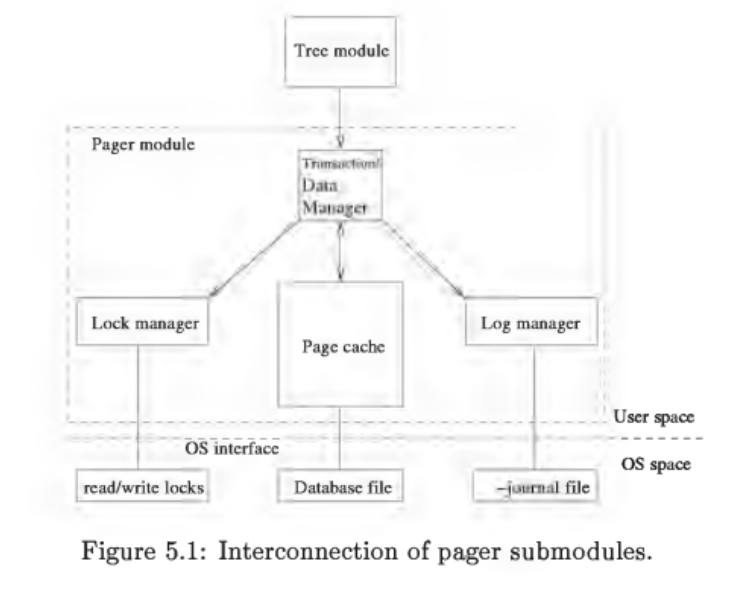 Tree module
Pager module
Transaction/
Data
Manager
Lock manager
Page cache
Log manager
User space
OS interface
OS space
read/write locks
Database file
–journal file
Figure 5.1: Interconnection of pager submodules.